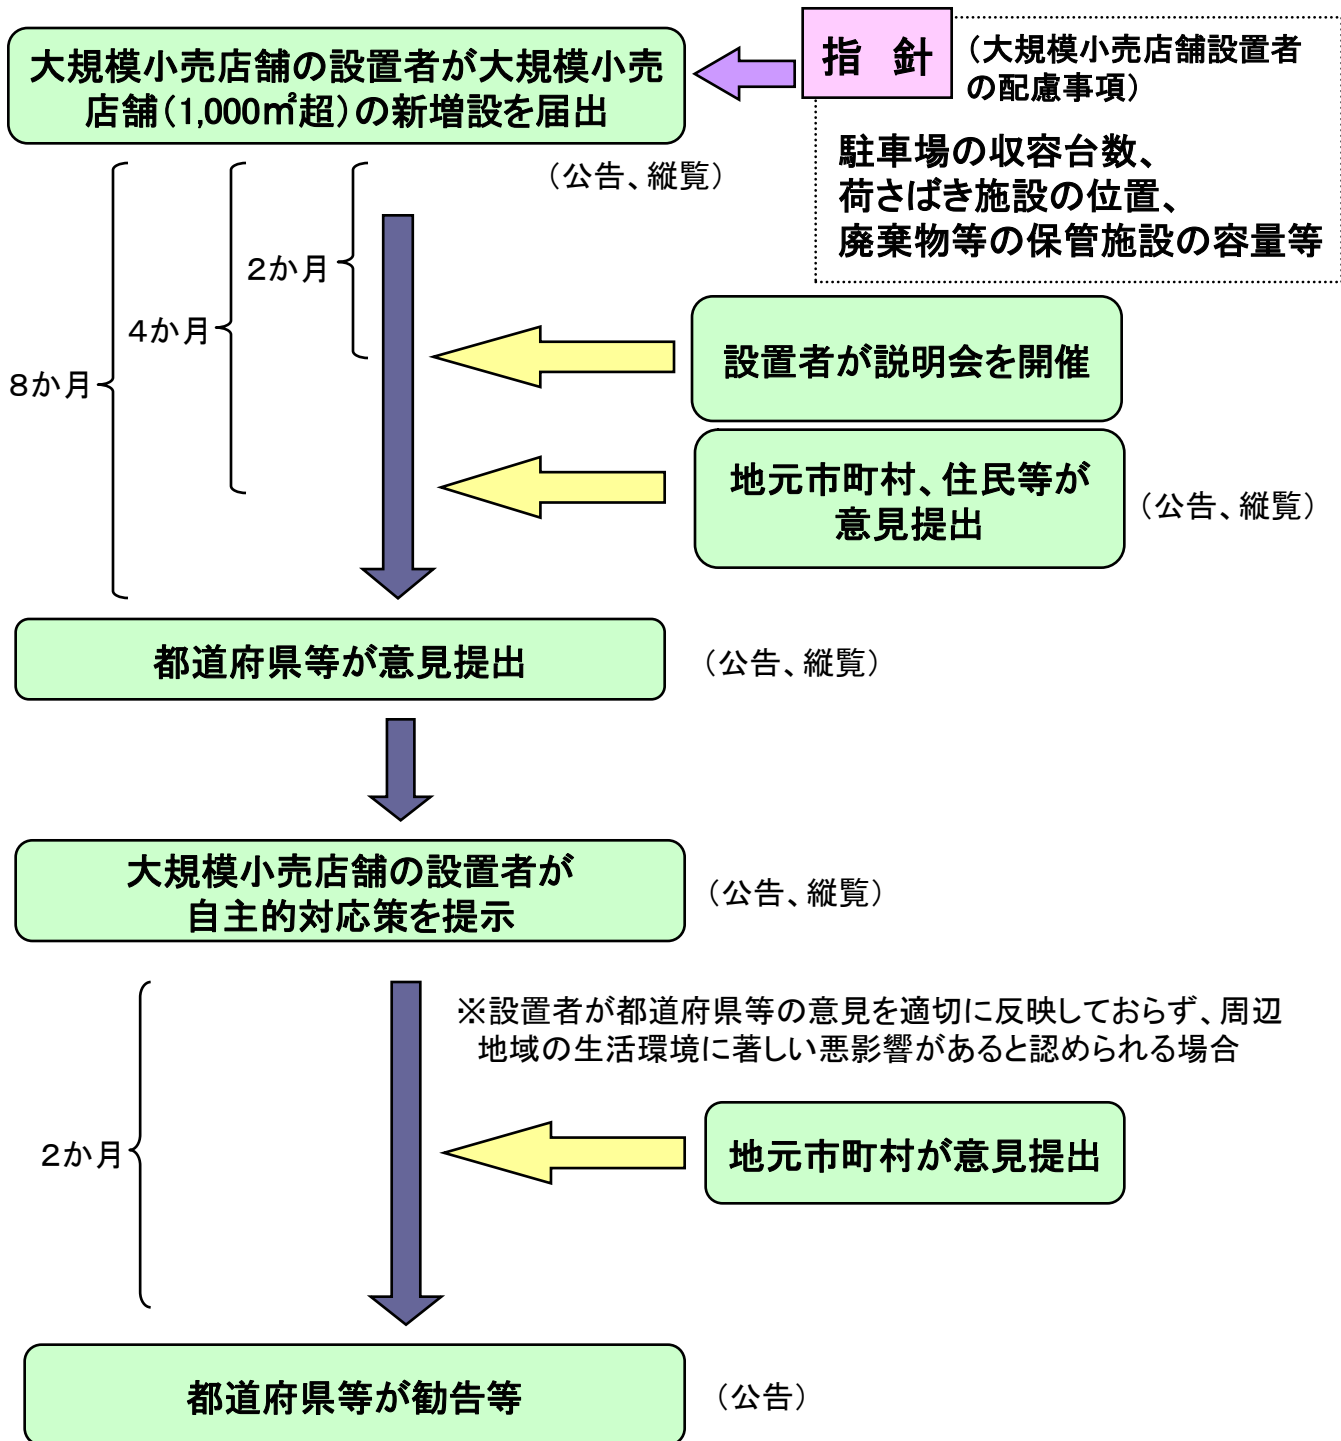 大規模小売店舗の設置者が大規模小売
店舗（1,000㎡超）の新増設を届出
指　針
（大規模小売店舗設置者
の配慮事項）
駐車場の収容台数、
荷さばき施設の位置、
廃棄物等の保管施設の容量等
（公告、縦覧）
2か月
4か月
8か月
設置者が説明会を開催
地元市町村、住民等が
意見提出
（公告、縦覧）
都道府県等が意見提出
（公告、縦覧）
大規模小売店舗の設置者が
自主的対応策を提示
（公告、縦覧）
※設置者が都道府県等の意見を適切に反映しておらず、周辺
地域の生活環境に著しい悪影響があると認められる場合
2か月
地元市町村が意見提出
都道府県等が勧告等
（公告）